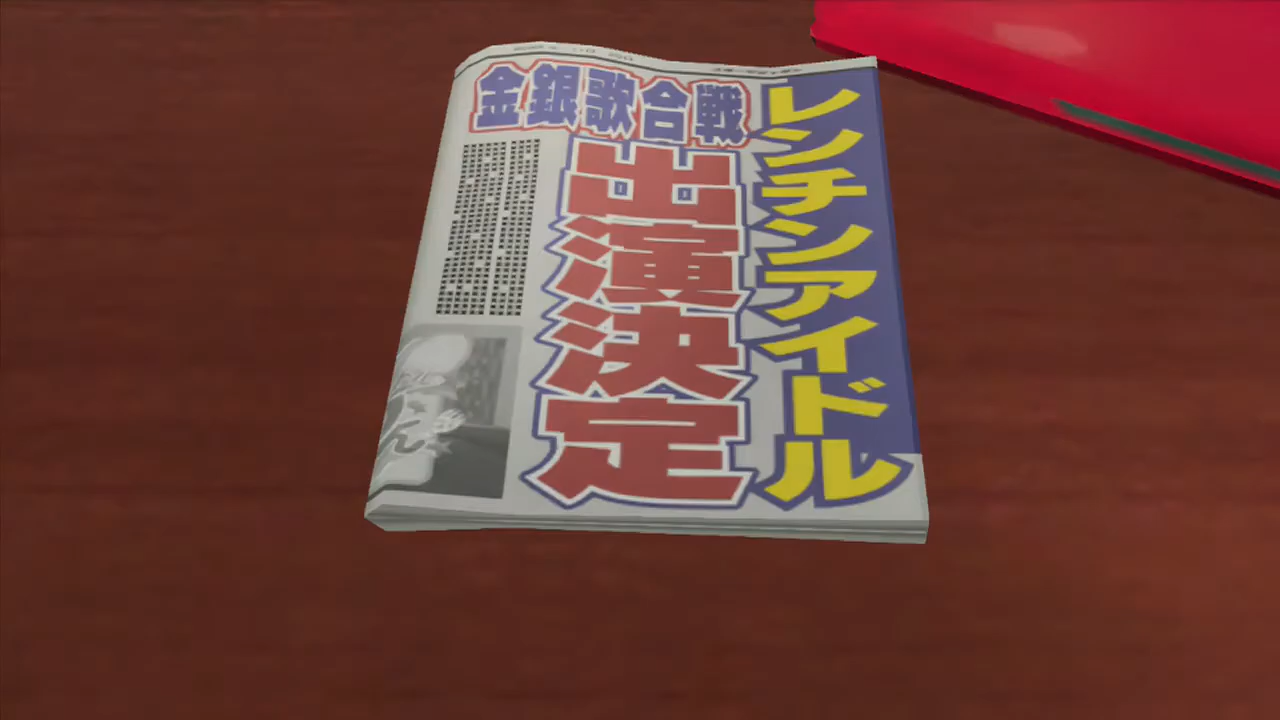 レンチンアイドル
金銀歌合戦
出演決定